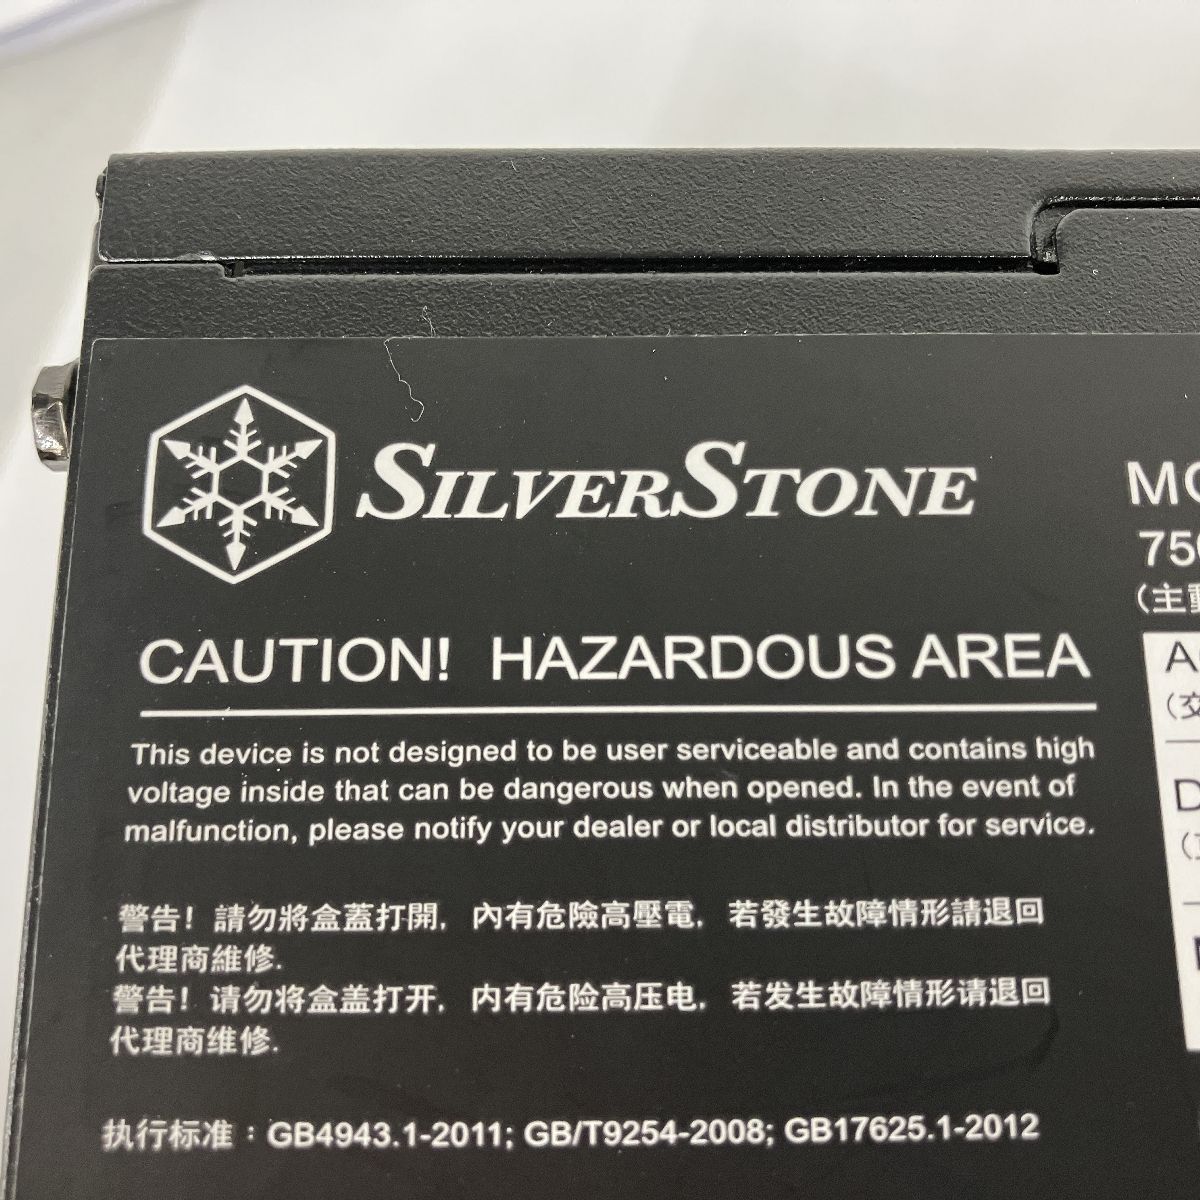 SILVERSTONE
CAUTION! HAZARDOUS AREA
This device is not designed to be user serviceable and contains high
voltage inside that can be dangerous when opened. In the event of
malfunction, please notify your dealer or local distributor for service.
警告! 請勿將盒蓋打開, 內有危險高壓電, 若發生故障情形請退回
代理商維修.
警告! 请勿将盒盖打开, 内有危险高压电, 若发生故障情形请退回
代理商维修.
执行标准 : GB4943.1-2011; GB/T9254-2008; GB17625.1-2012